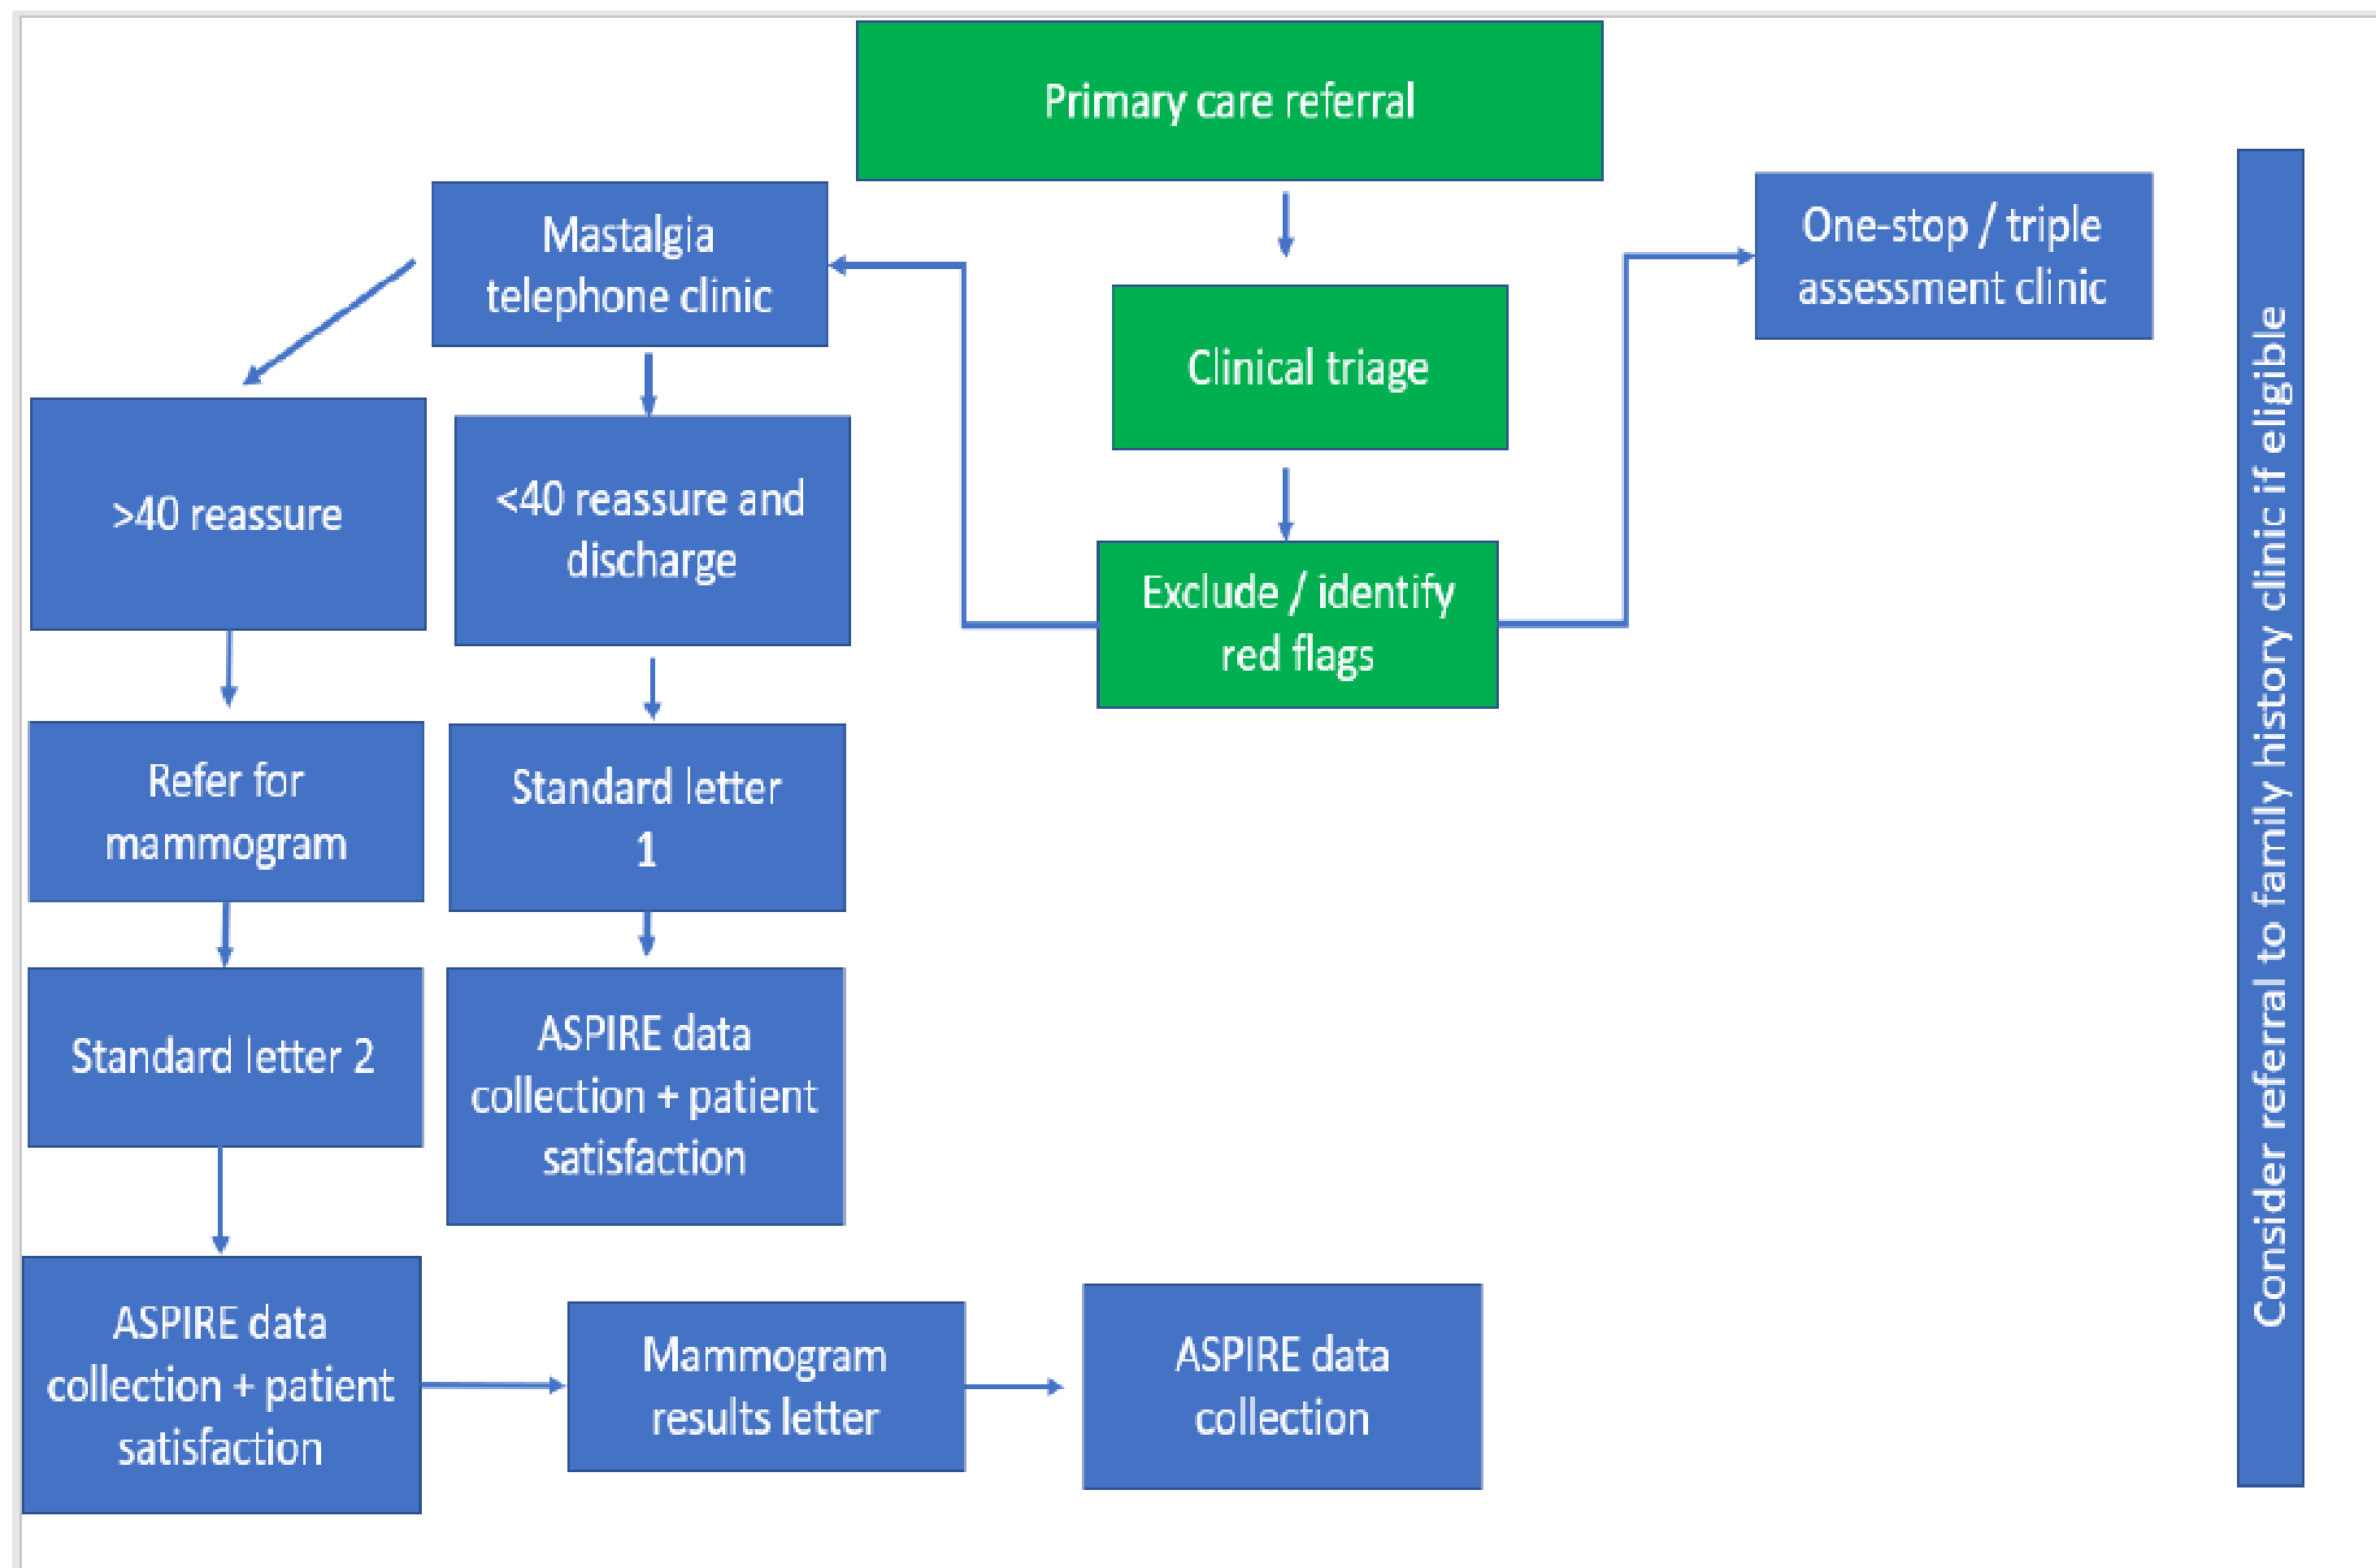 Primary care referral
Mastalgia
telephone clinic
One-stop / triple
assessment clinic
Clinical triage
>40 reassure
<40 reassure and
discharge
Exclude / identify
red flags
Refer for
mammogram
Standard letter
1
Standard letter 2
ASPIRE data
collection + patient
satisfaction
ASPIRE data
collection + patient
satisfaction
Mammogram
results letter
ASPIRE data
collection
Consider referral to family history clinic if eligible